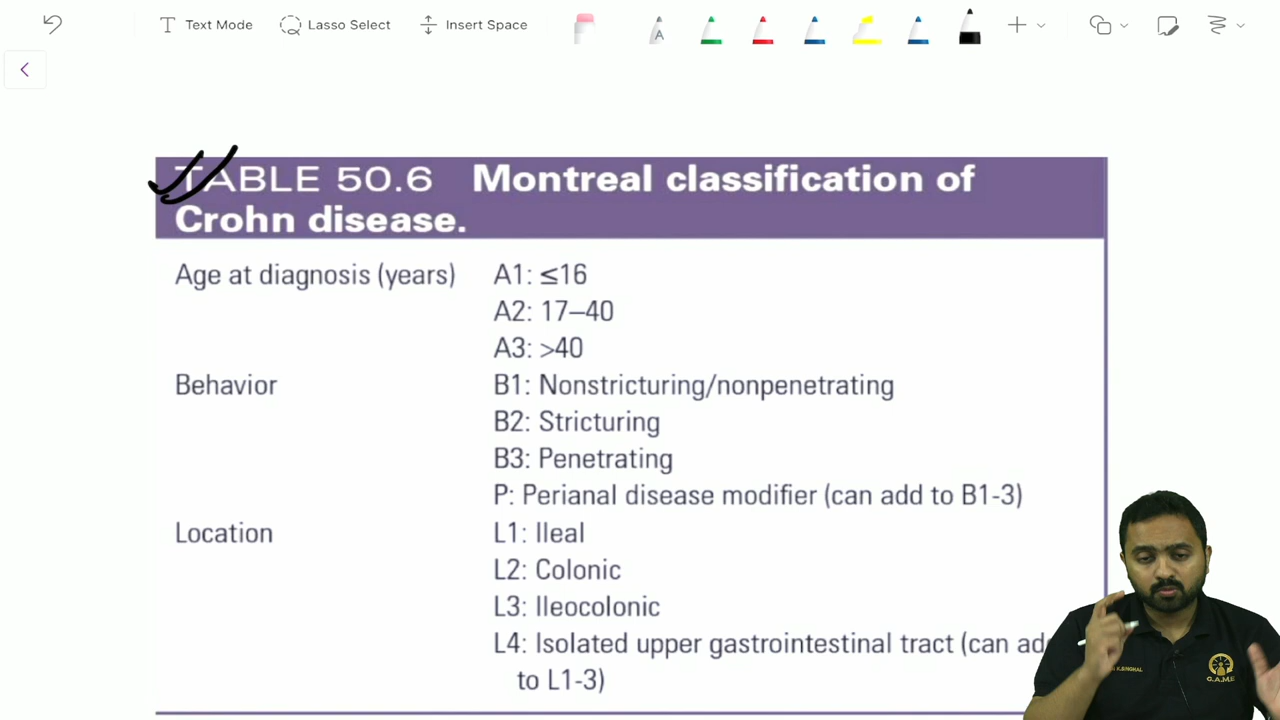 Text Mode Lasso Select Insert Space
A
TABLE 50.6 Montreal classification of
Crohn disease.
Age at diagnosis (years) A1: ≤16
A2: 17–40
A3: >40
Behavior B1: Nonstricturing/nonpenetrating
B2: Stricturing
B3: Penetrating
P: Perianal disease modifier (can add to B1-3)
Location L1: Ileal
L2: Colonic
L3: Ileocolonic
L4: Isolated upper gastrointestinal tract (can add
to L1-3)
G.A.M.E